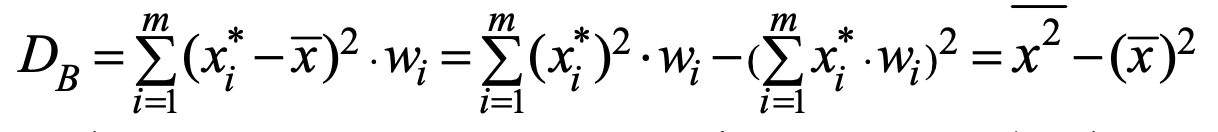 D_B = \sum_{i=1}^{m} (x_i^* - \overline{x})^2 \cdot w_i = \sum_{i=1}^{m} (x_i^*)^2 \cdot w_i - (\sum_{i=1}^{m} x_i^* \cdot w_i)^2 = \overline{x^2} - (\overline{x})^2